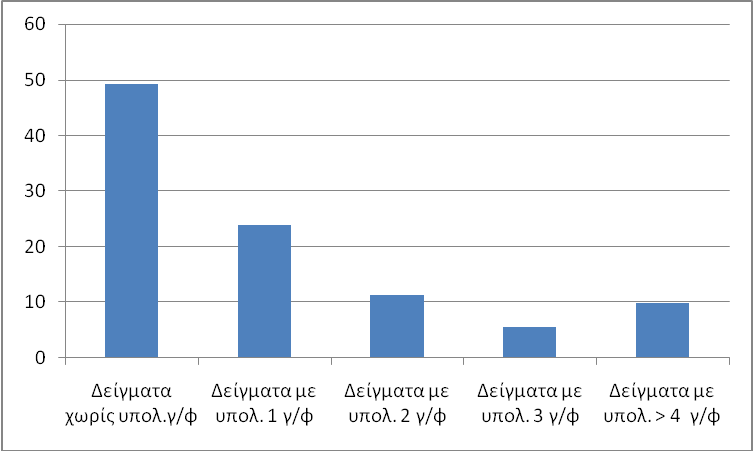 60
50
40
30
20
10
0
Δείγματα
χωρίς υπολ.γ/φ
Δείγματα με
υπολ. 1 γ/φ
Δείγματα με
υπολ. 2 γ/φ
Δείγματα με
υπολ. 3 γ/φ
Δείγματα με
υπολ. > 4 γ/φ